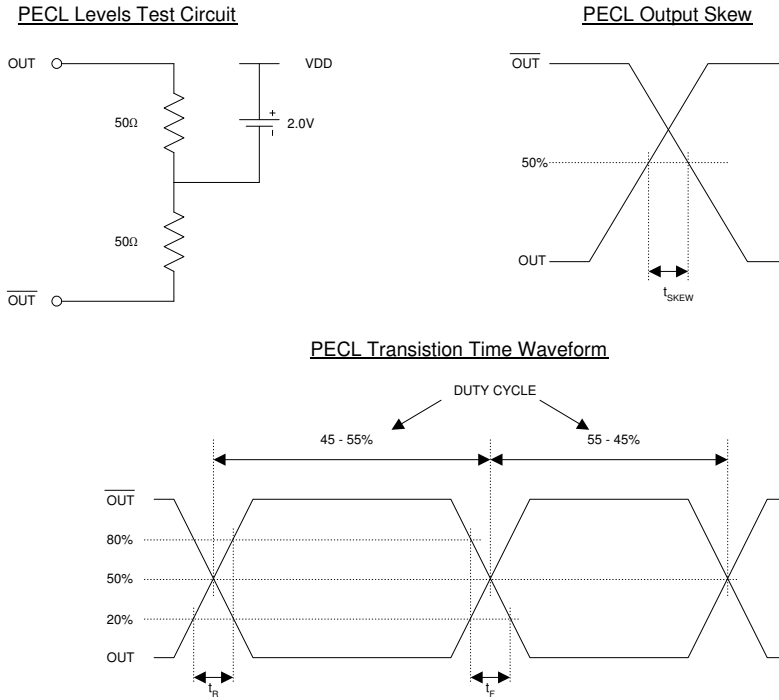 PECL Levels Test Circuit
OUT
VDD
50Ω
+
2.0V
-
50Ω
OUT
PECL Output Skew
OUT
50%
OUT
tSKEW
PECL Transistion Time Waveform
DUTY CYCLE
45 - 55%
55 - 45%
OUT
80%
50%
20%
OUT
tR
tF